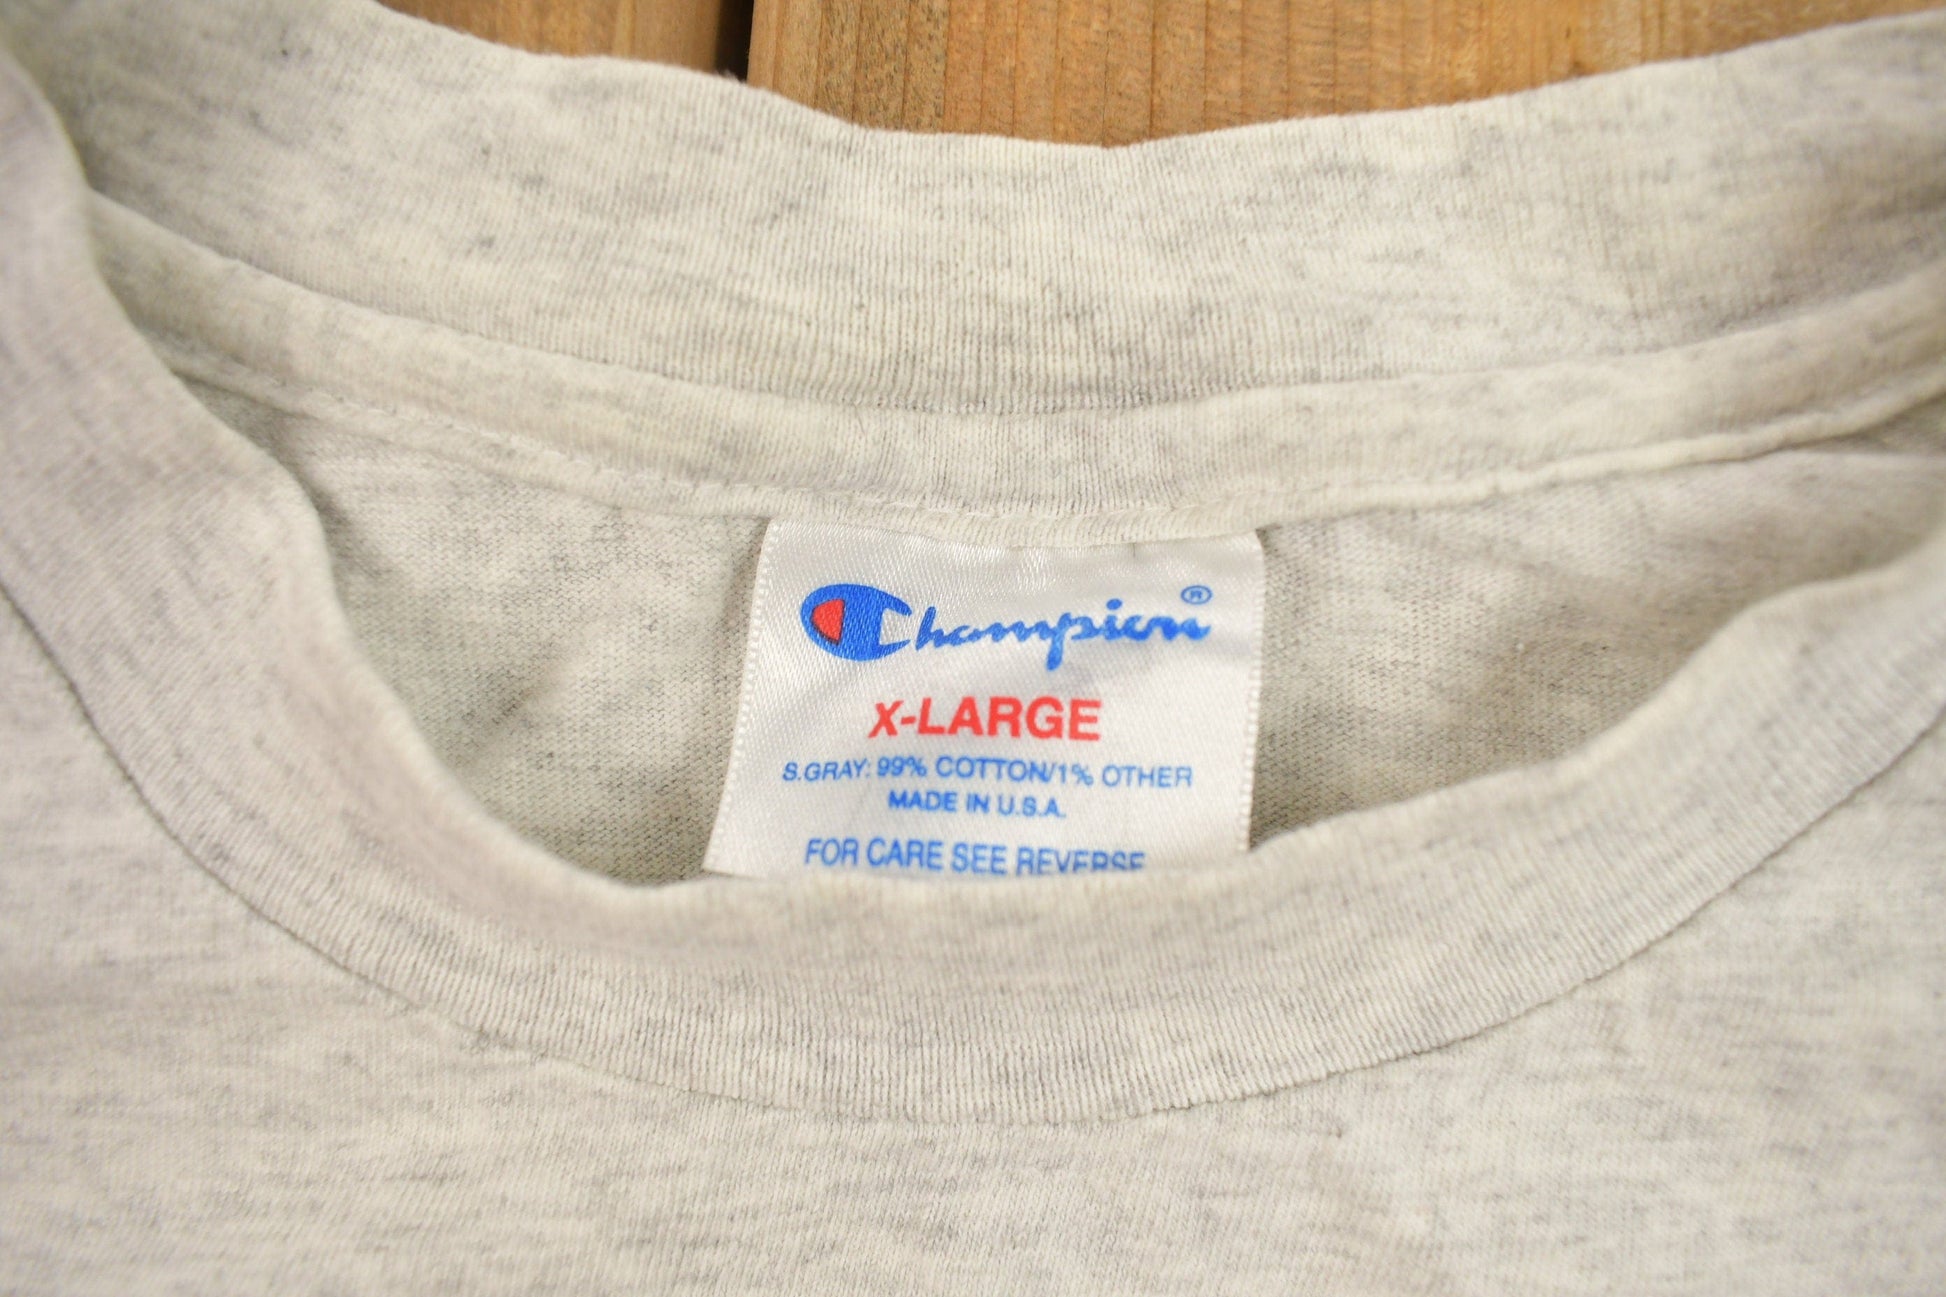 Champion®
X-LARGE
S.GRAY: 99% COTTON/1% OTHER
MADE IN U.S.A.
FOR CARE SEE REVERSE